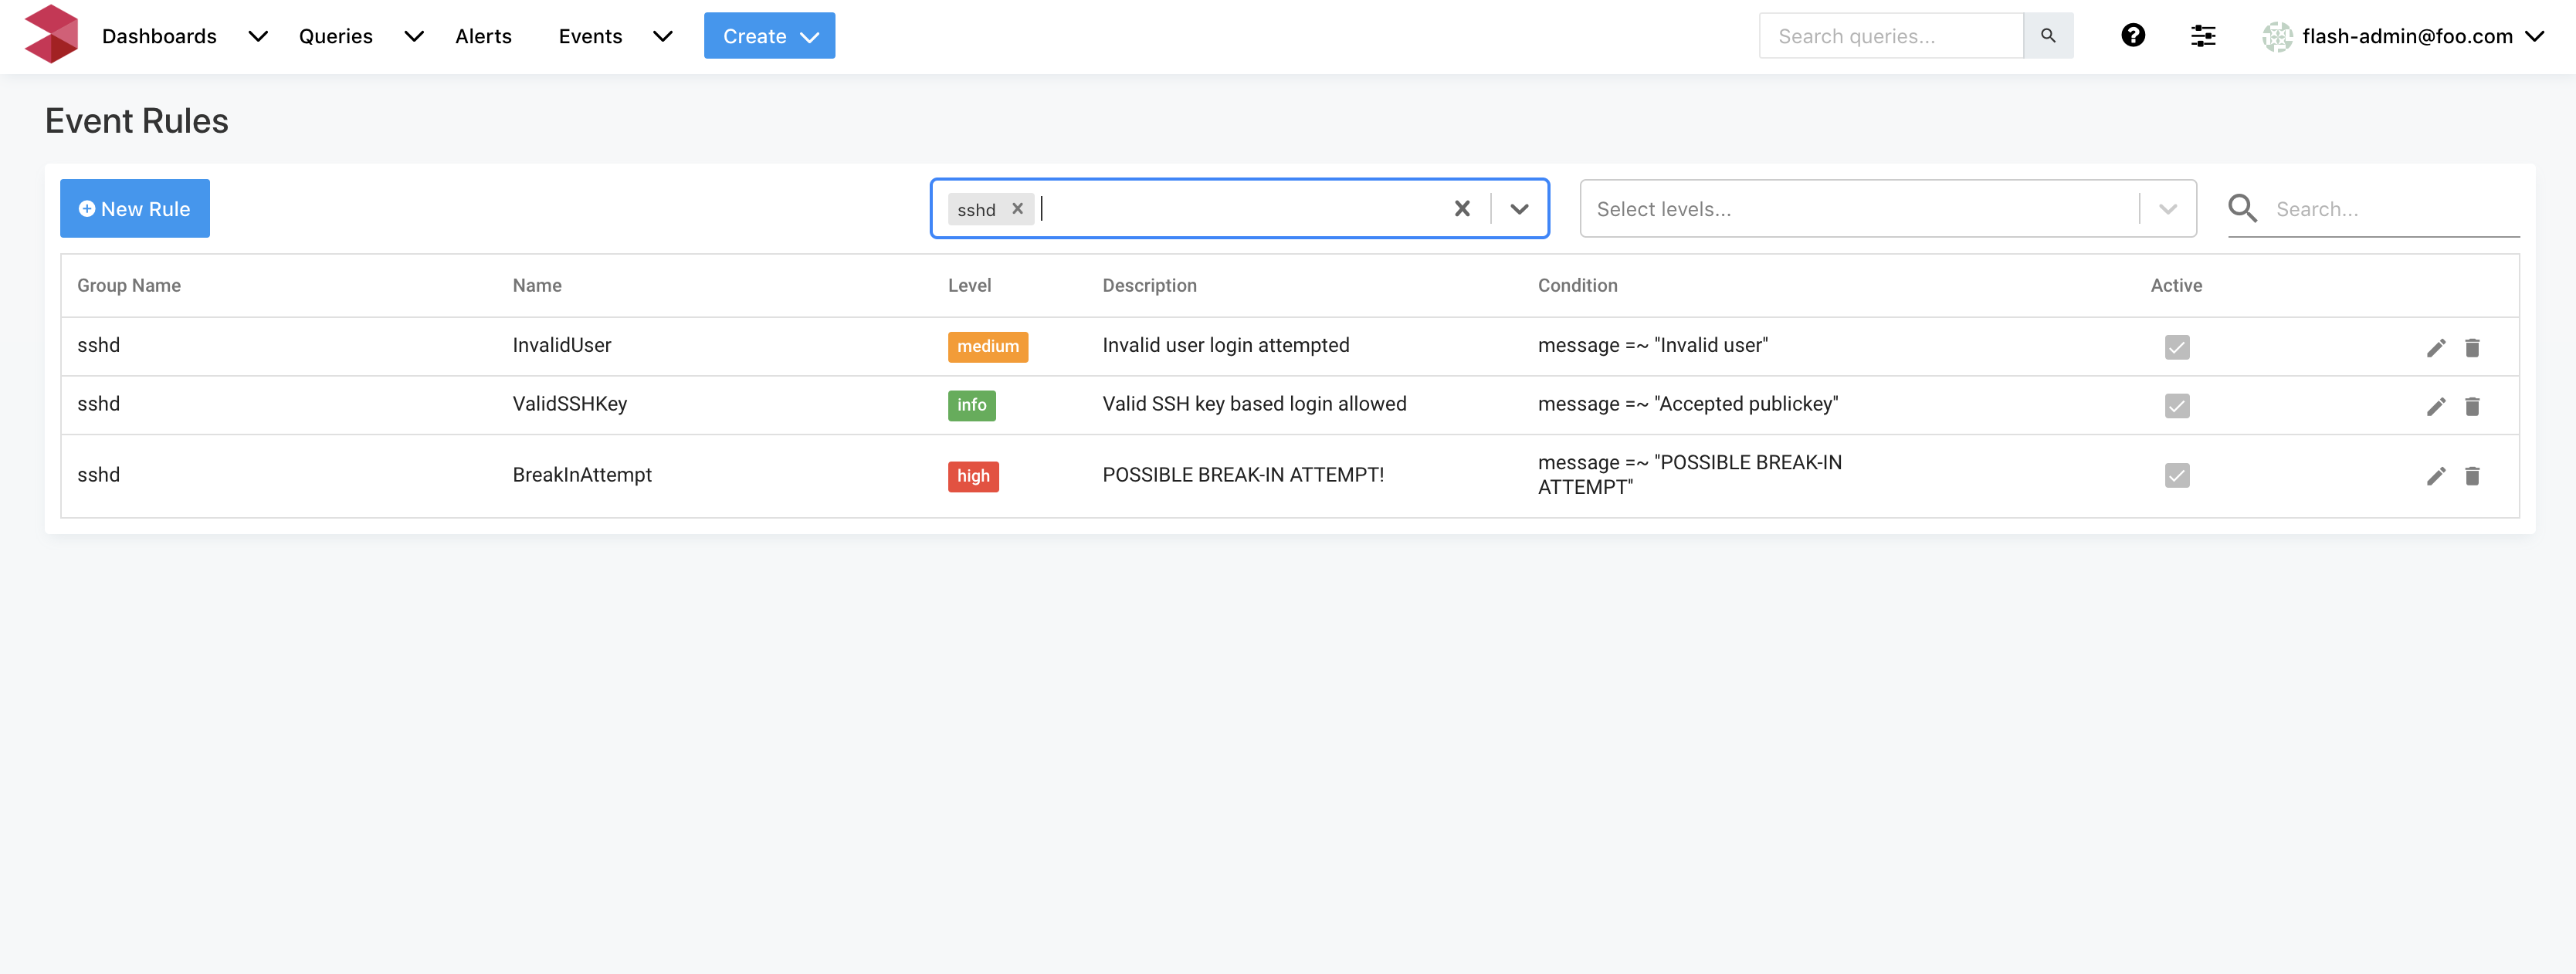 Dashboards Queries Alerts Events Create Search queries... flash-admin@foo.com
Event Rules
New Rule sshd Select levels... Search...
Group Name Name Level Description Condition Active
sshd InvalidUser medium Invalid user login attempted message =~ "Invalid user"
sshd ValidSSHKey info Valid SSH key based login allowed message =~ "Accepted publickey"
sshd BreakInAttempt high POSSIBLE BREAK-IN ATTEMPT! message =~ "POSSIBLE BREAK-IN
ATTEMPT"